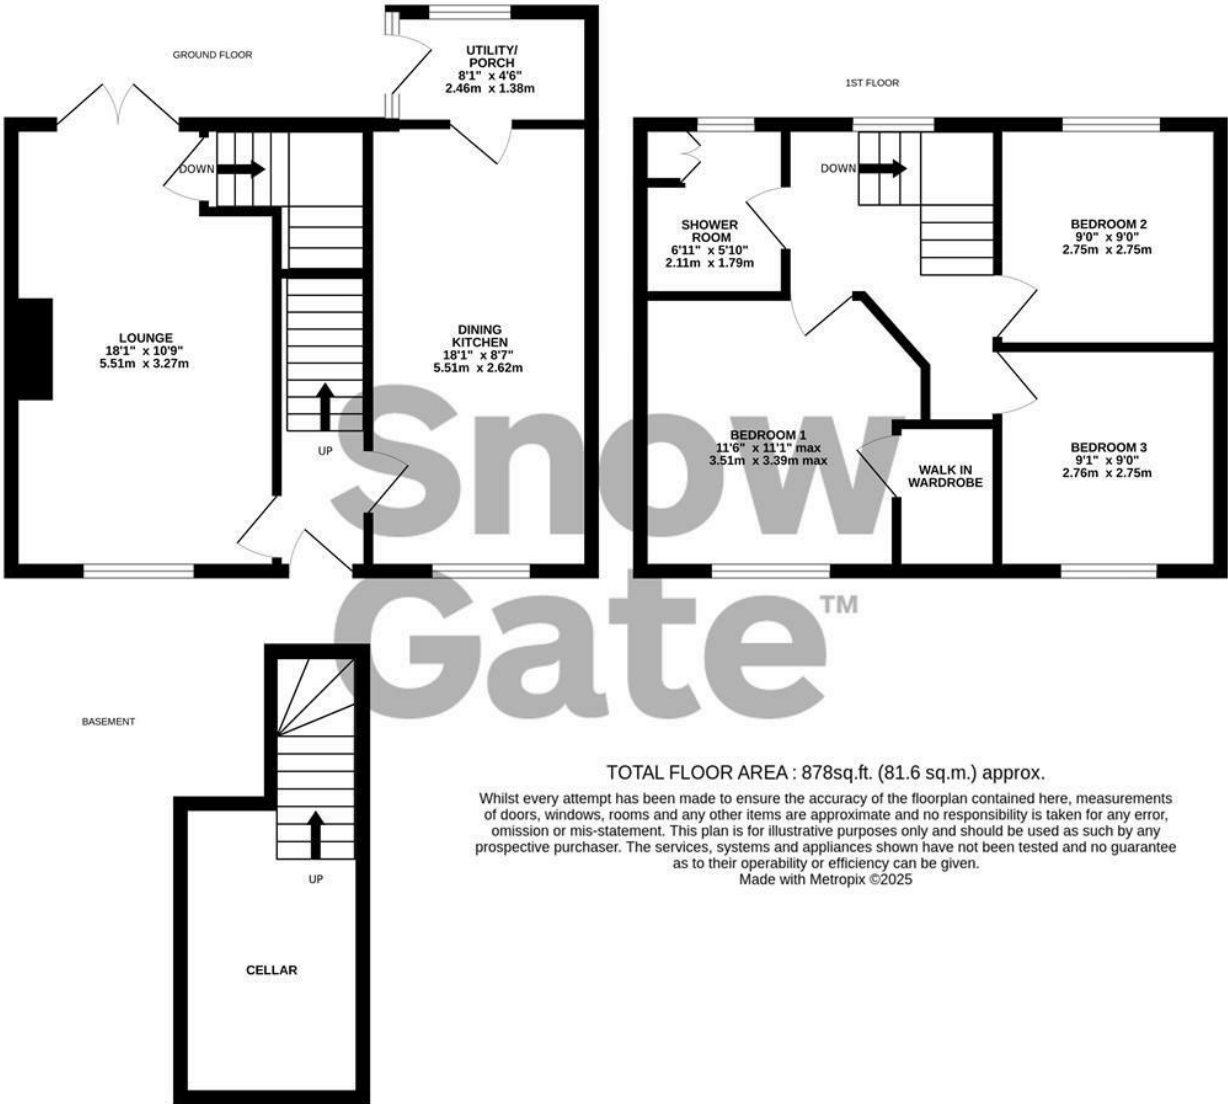 GROUND FLOOR
UTILITY/
PORCH
8'1" x 4'6"
2.46m x 1.38m
DOWN
LOUNGE
18'1" x 10'9"
5.51m x 3.27m
DINING
KITCHEN
18'1" x 8'7"
5.51m x 2.62m
UP
1ST FLOOR
DOWN
SHOWER
ROOM
6'11" x 5'10"
2.11m x 1.79m
BEDROOM 2
9'0" x 9'0"
2.75m x 2.75m
BEDROOM 1
11'6" x 11'1" max
3.51m x 3.39m max
WALK IN
WARDROBE
BEDROOM 3
9'1" x 9'0"
2.76m x 2.75m
Snow
Gate™
BASEMENT
UP
CELLAR
TOTAL FLOOR AREA : 878sq.ft. (81.6 sq.m.) approx.
Whilst every attempt has been made to ensure the accuracy of the floorplan contained here, measurements
of doors, windows, rooms and any other items are approximate and no responsibility is taken for any error,
omission or mis-statement. This plan is for illustrative purposes only and should be used as such by any
prospective purchaser. The services, systems and appliances shown have not been tested and no guarantee
as to their operability or efficiency can be given.
Made with Metropix ©2025